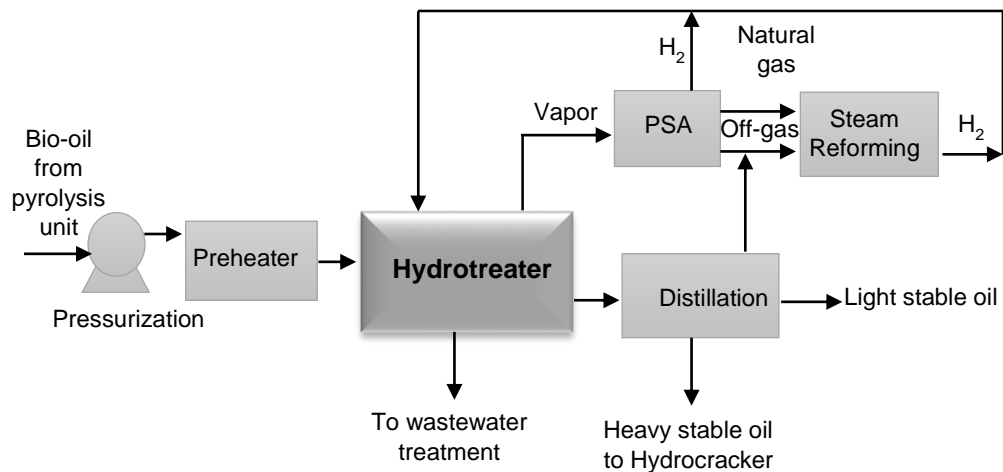 Bio-oil
from
pyrolysis
unit
Pressurization
Preheater
Hydrotreater
To wastewater
treatment
Vapor
H2
PSA
Natural
gas
Off-gas
Steam
Reforming
H2
Distillation
Light stable oil
Heavy stable oil
to Hydrocracker